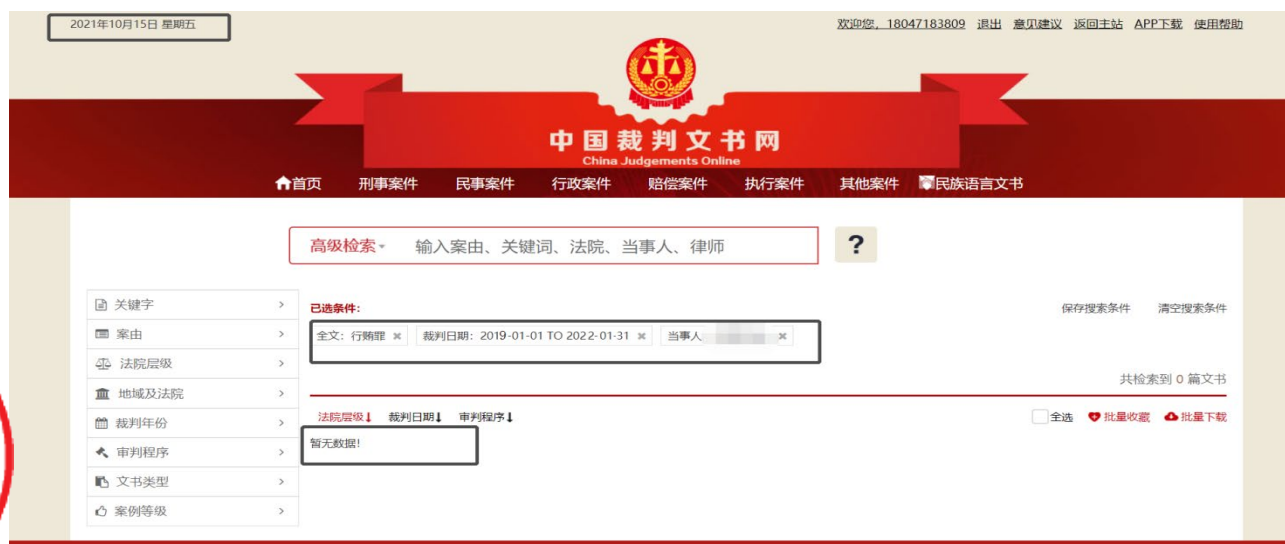 2021年10月15日 星期五
欢迎您，18047183809 退出 意见建议 返回主站 APP下载 使用帮助
中国裁判文书网
China Judgements Online
首页 刑事案件 民事案件 行政案件 赔偿案件 执行案件 其他案件 民族语言文书
高级检索 输入案由、关键词、法院、当事人、律师 ?
关键字
案由
法院层级
地域及法院
裁判年份
审判程序
文书类型
案例等级
已选条件:
保存搜索条件 清空搜索条件
全文：行贿罪 × 裁判日期：2019-01-01 TO 2022-01-31 × 当事人 ×
共检索到 0 篇文书
法院层级↓ 裁判日期↓ 审判程序↓
全选 批量收藏 批量下载
暂无数据!